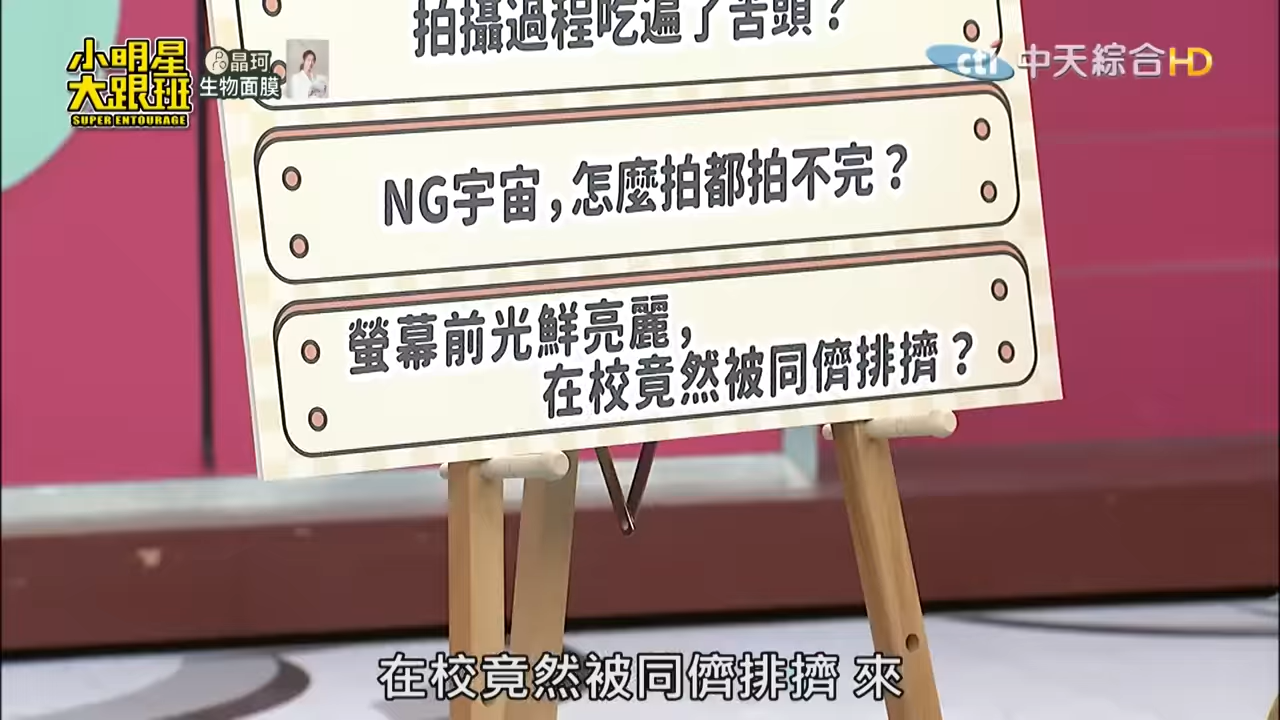 拍攝過程吃遍了苦頭？
小明星
大跟班
SUPER ENTOURAGE
晶珂
生物面膜
cti 中天綜合HD
NG宇宙，怎麼拍都拍不完？
螢幕前光鮮亮麗，
在校竟然被同儕排擠？
在校竟然被同儕排擠 來